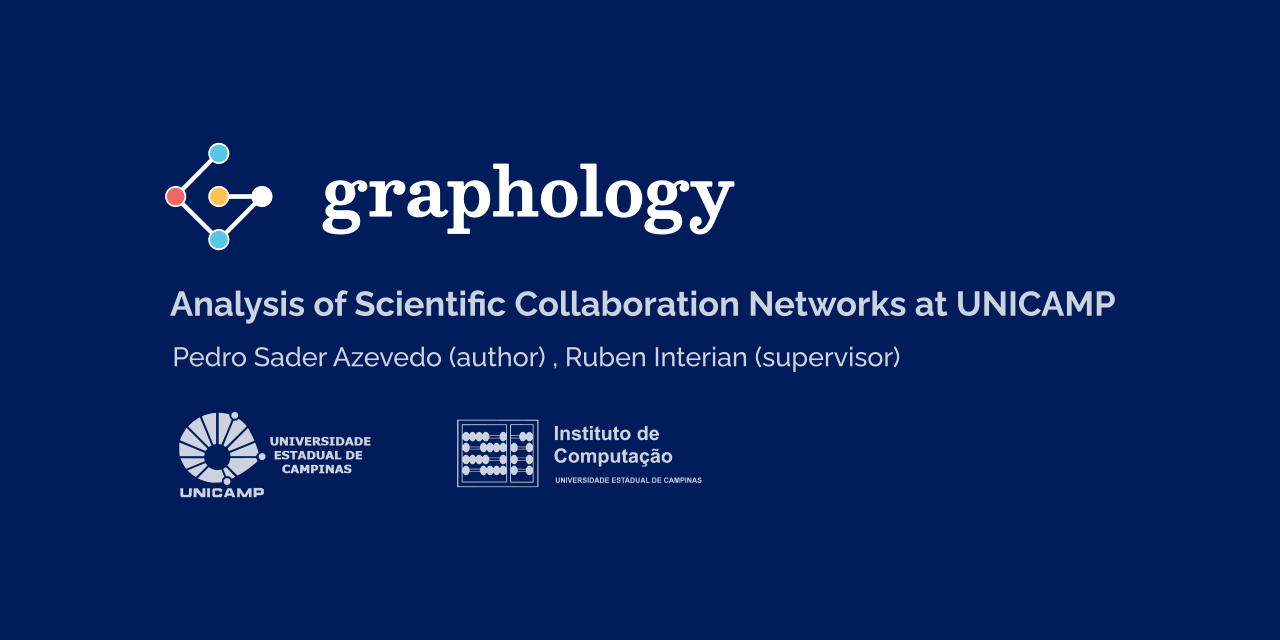 graphology
Analysis of Scientific Collaboration Networks at UNICAMP
Pedro Sader Azevedo (author) , Ruben Interian (supervisor)
UNIVERSIDADE
ESTADUAL DE
CAMPINAS
UNICAMP
Instituto de
Computação
UNIVERSIDADE ESTADUAL DE CAMPINAS